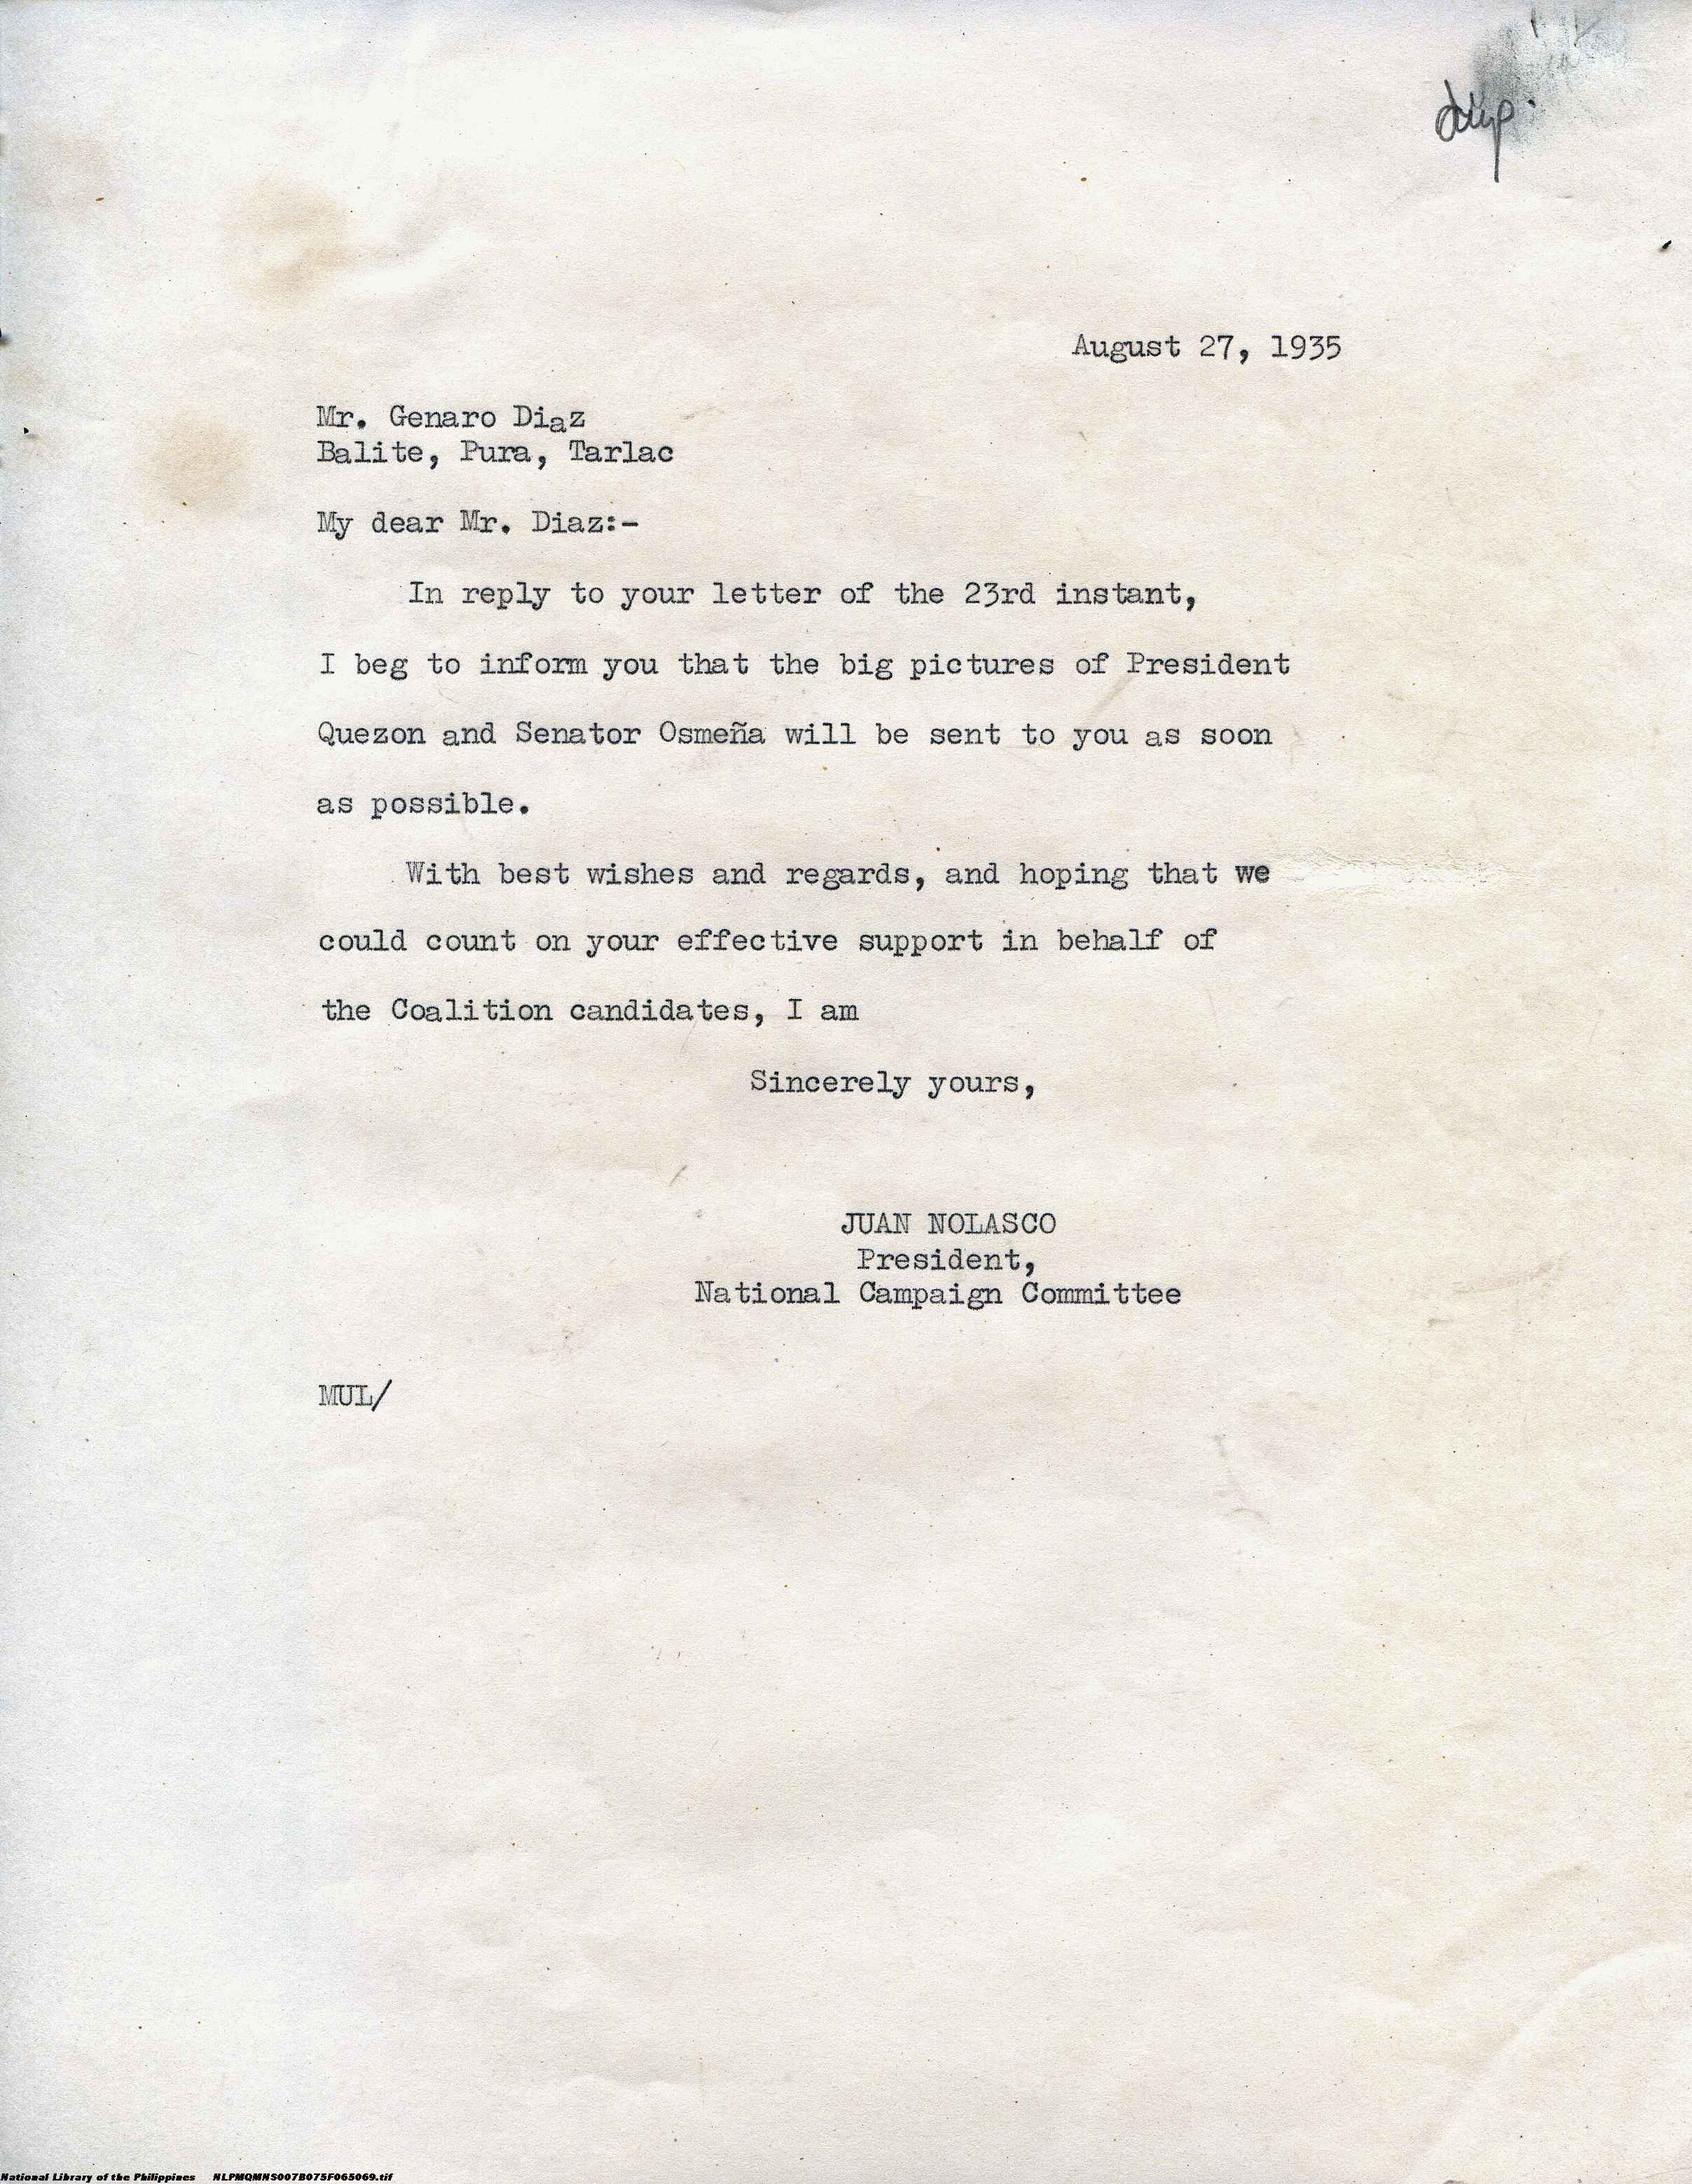 dup.
August 27, 1935
Mr. Genaro Diaz
Balite, Pura, Tarlac
My dear Mr. Diaz:-
In reply to your letter of the 23rd instant,
I beg to inform you that the big pictures of President
Quezon and Senator Osmeña will be sent to you as soon
as possible.
With best wishes and regards, and hoping that we
could count on your effective support in behalf of
the Coalition candidates, I am
Sincerely yours,
JUAN NOLASCO
President,
National Campaign Committee
MUL/
National Library of the Philippines NLPMQMNS007B075F065069.tif